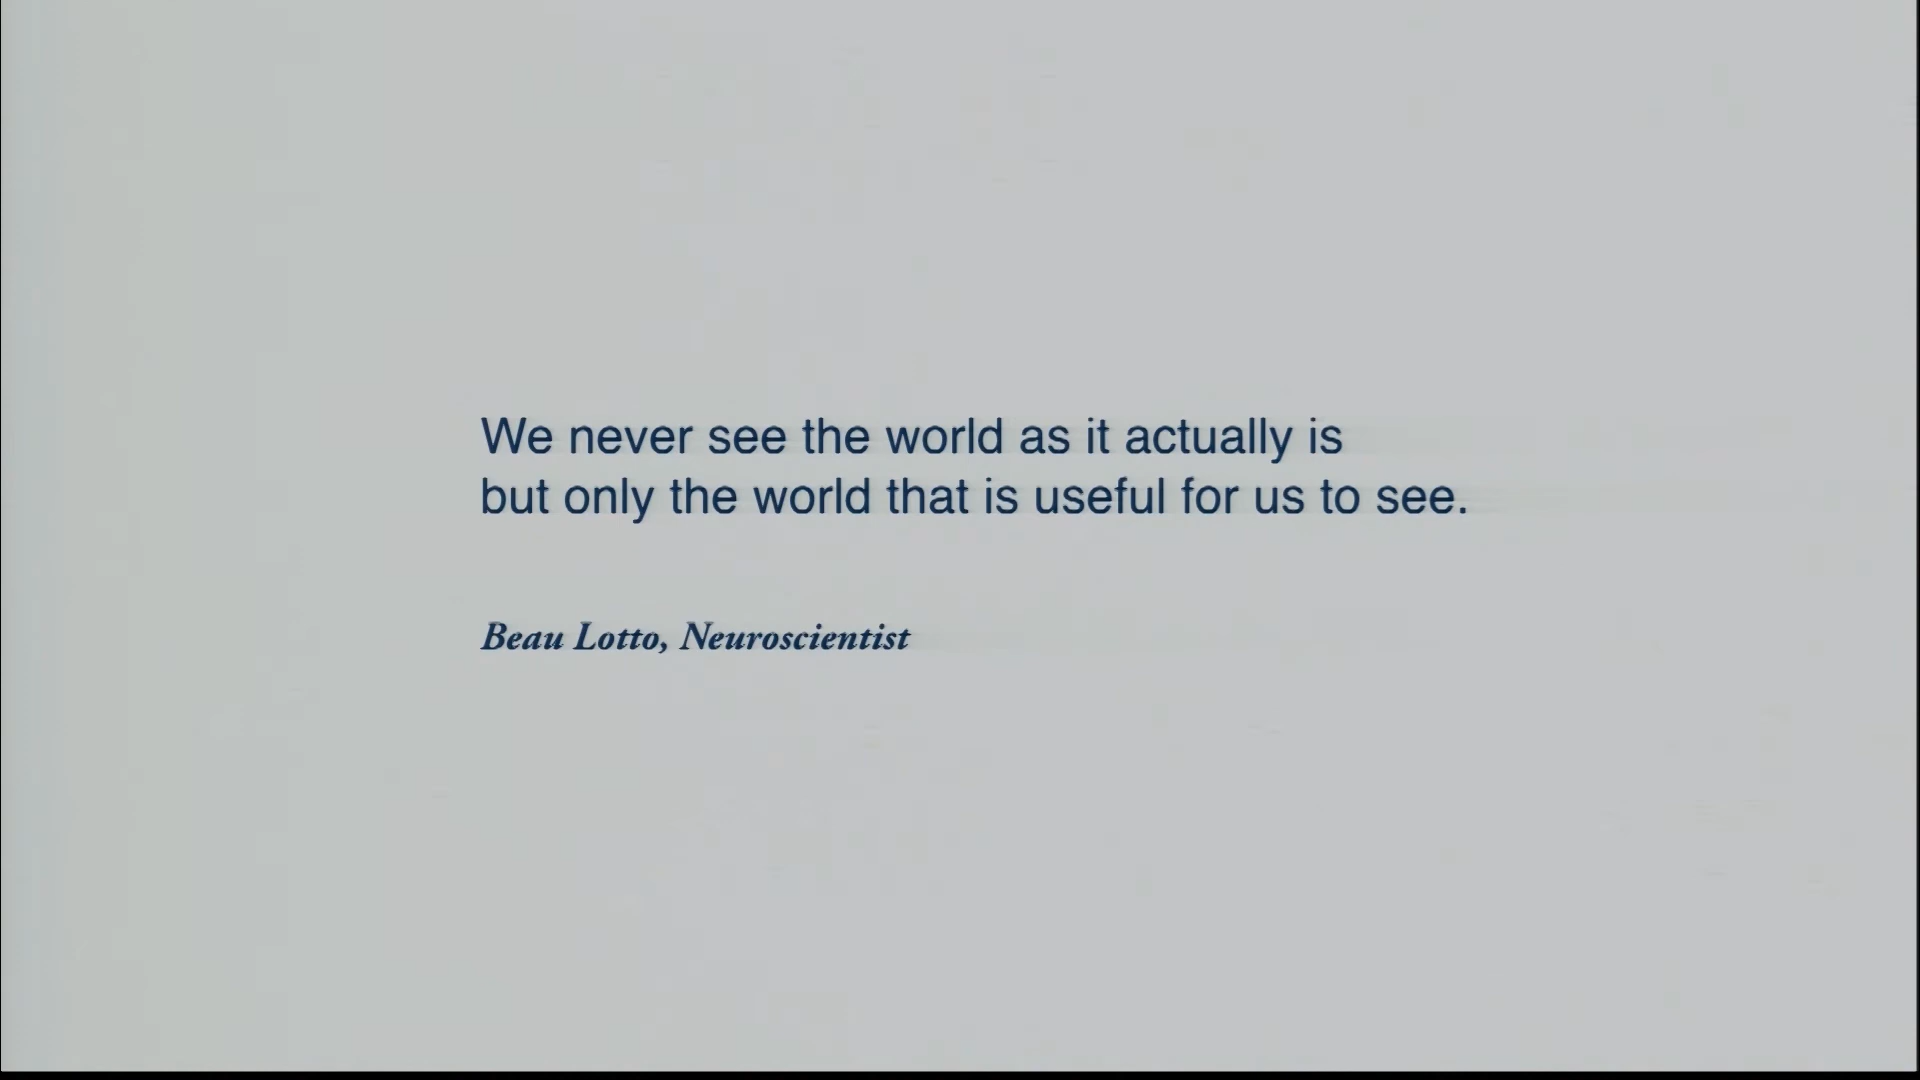 We never see the world as it actually is
but only the world that is useful for us to see.
Beau Lotto, Neuroscientist